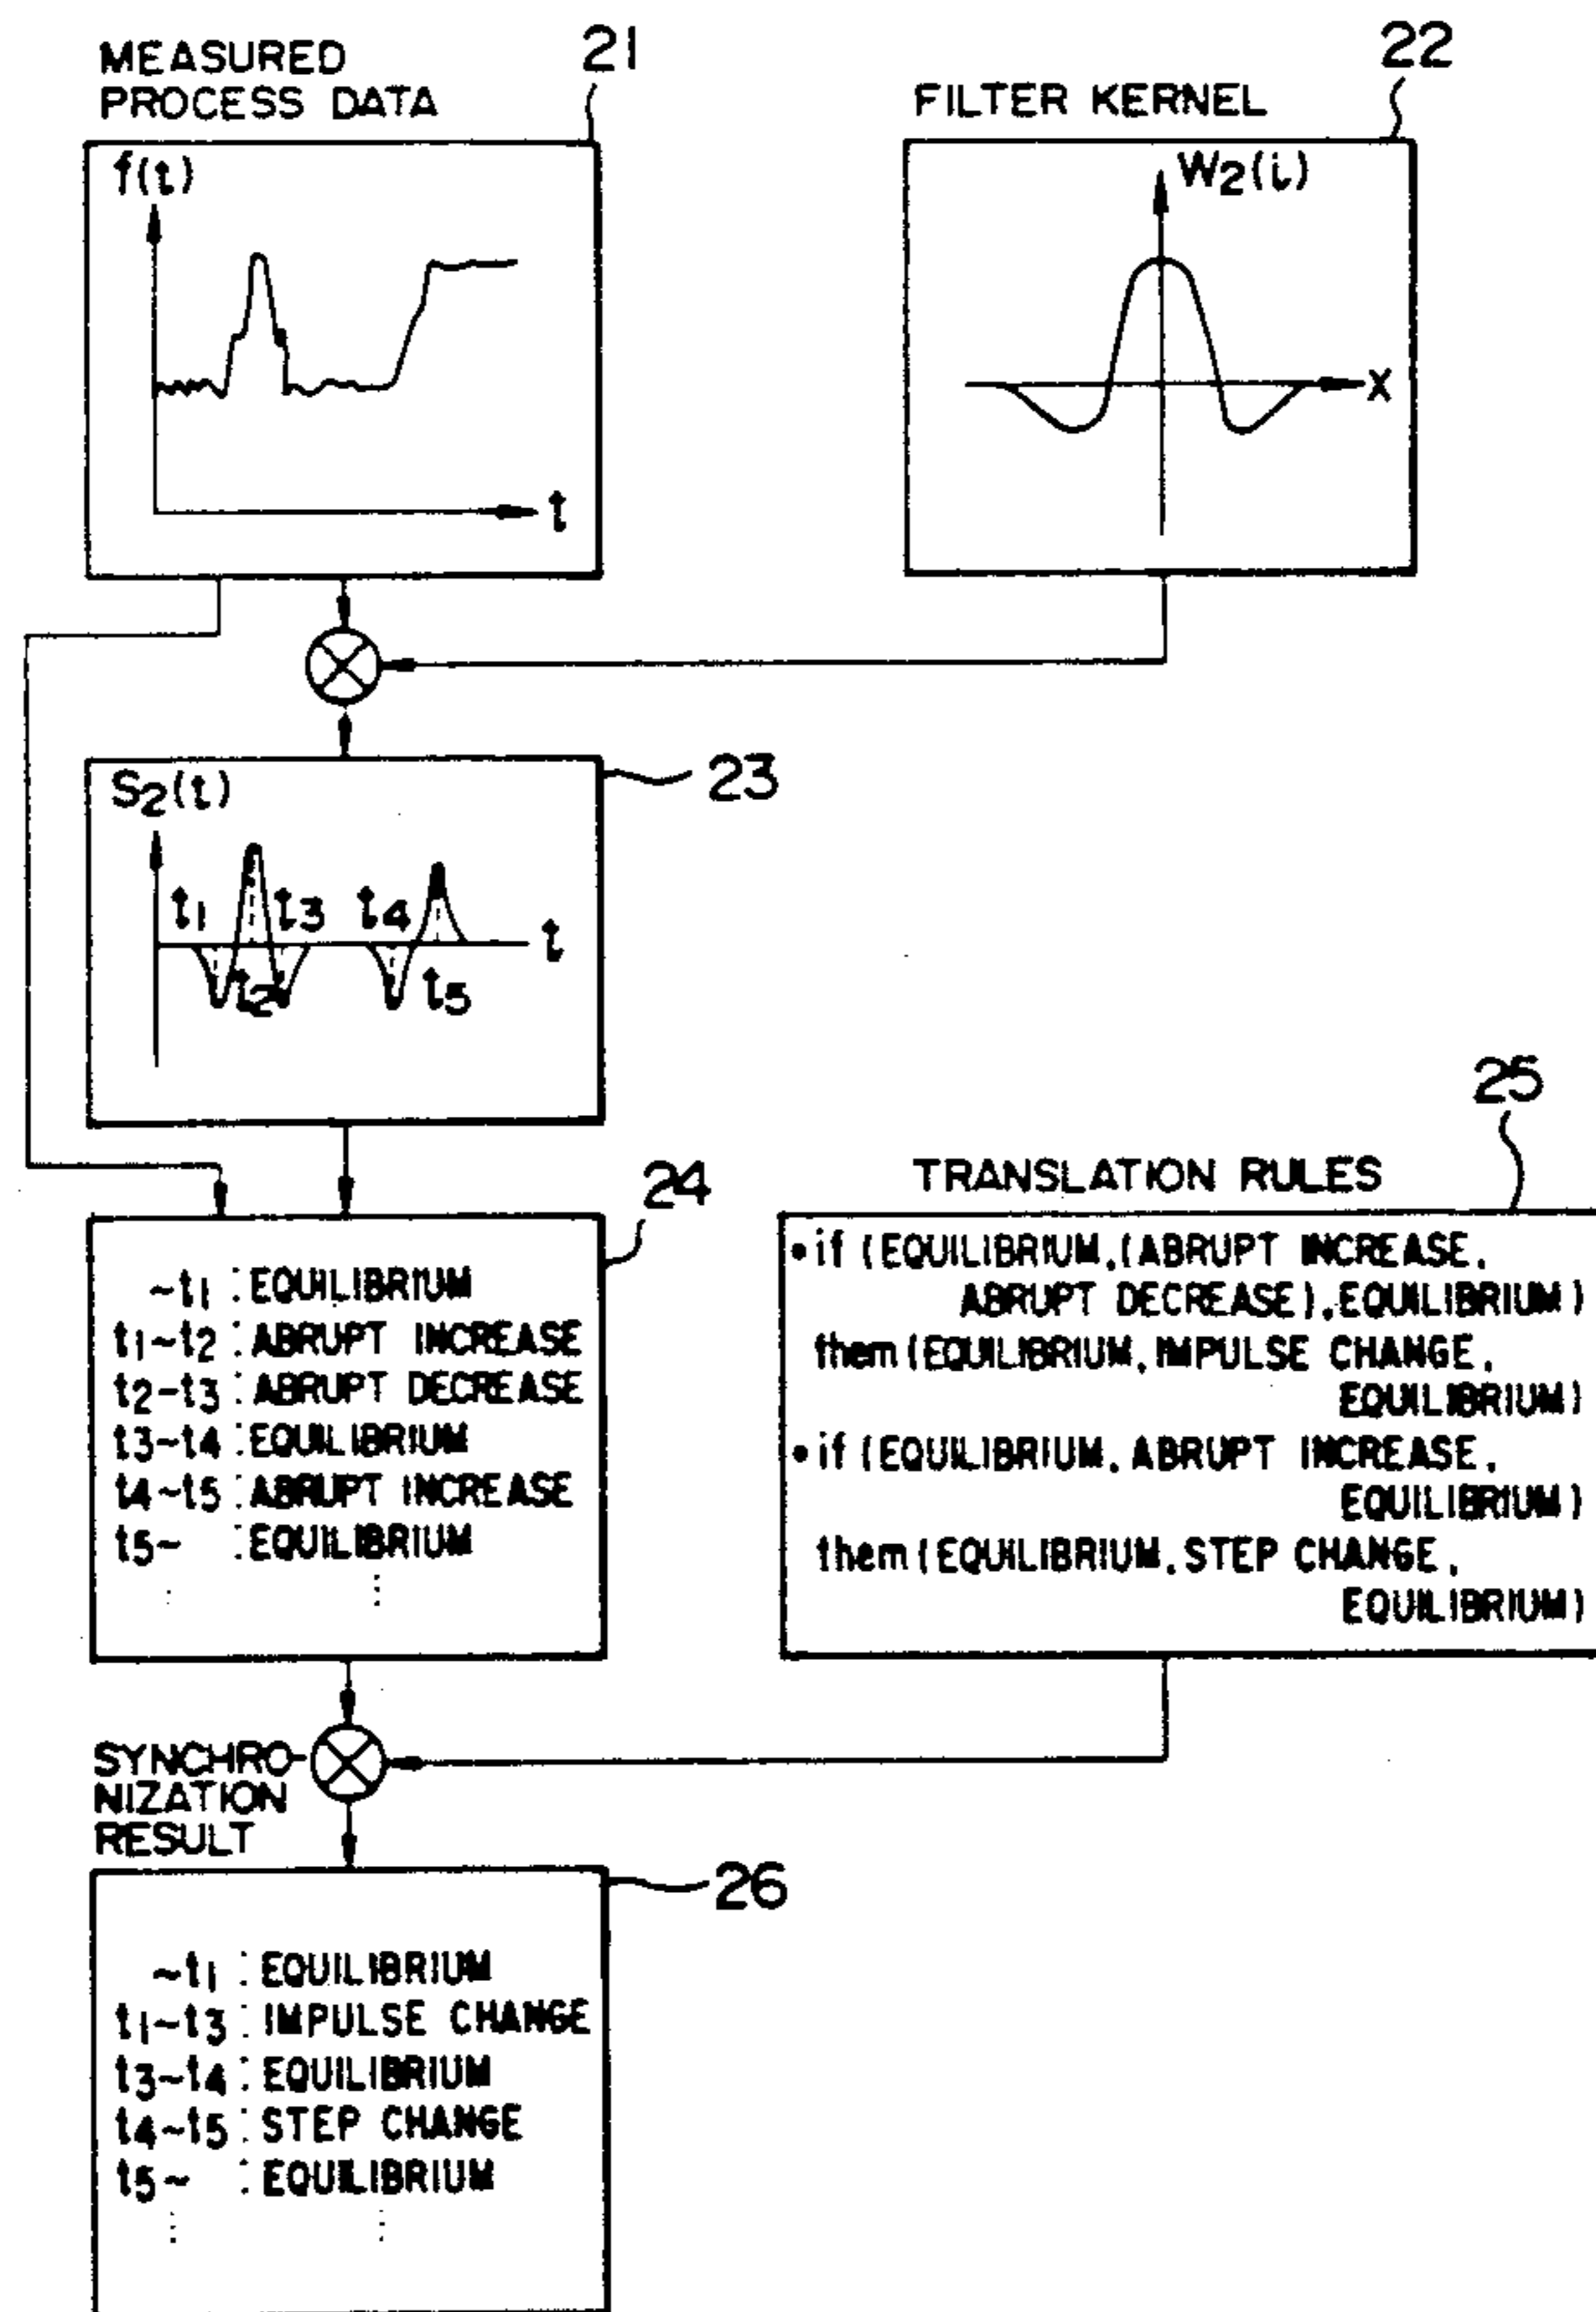 MEASURED
PROCESS DATA
21
f(t)
t
FILTER KERNEL
22
W2(i)
X
S2(t)
23
t1
t3
t4
t
t2
t5
24
~t1 : EQUILIBRIUM
t1~t2 : ABRUPT INCREASE
t2-t3 : ABRUPT DECREASE
t3~t4 : EQUILIBRIUM
t4~t5 : ABRUPT INCREASE
t5~ : EQUILIBRIUM
25
TRANSLATION RULES
•if (EQUILIBRIUM,(ABRUPT INCREASE,
ABRUPT DECREASE),EQUILIBRIUM)
them (EQUILIBRIUM, IMPULSE CHANGE,
EQUILIBRIUM)
•if (EQUILIBRIUM, ABRUPT INCREASE,
EQUILIBRIUM)
them (EQUILIBRIUM, STEP CHANGE,
EQUILIBRIUM)
SYNCHRO-
NIZATION
RESULT
26
~t1 : EQUILIBRIUM
t1~t3 : IMPULSE CHANGE
t3~t4 : EQUILIBRIUM
t4~t5 : STEP CHANGE
t5~ : EQUILIBRIUM